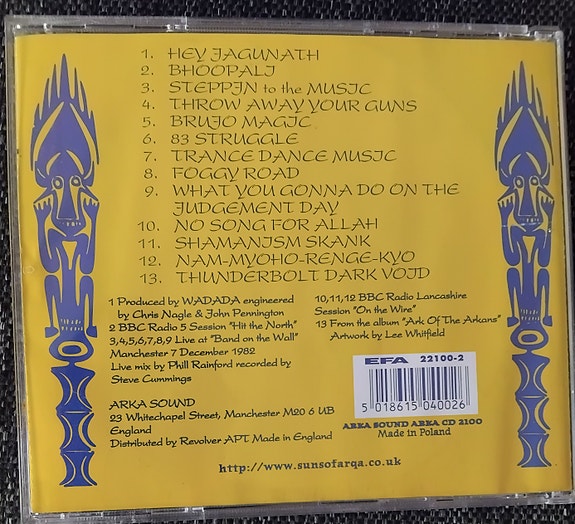 1. HEY JAGUNATH
2. BHOOPALI
3. STEPPIN to the MUSIC
4. THROW AWAY YOUR GUNS
5. BRUJO MAGIC
6. 83 STRUGGLE
7. TRANCE DANCE MUSIC
8. FOGGY ROAD
9. WHAT YOU GONNA DO ON THE
JUDGEMENT DAY
10. NO SONG FOR ALLAH
11. SHAMANISM SKANK
12. NAM-MYOHO-RENGE-KYO
13. THUNDERBOLT DARK VOID
1 Produced by WADADA engineered
by Chris Nagle & John Pennington
2 BBC Radio 5 Session "Hit the North"
3,4,5,6,7,8,9 Live at "Band on the Wall"
Manchester 7 December 1982
Live mix by Phill Rainford recorded by
Steve Cummings
ARKA SOUND
23 Whitechapel Street, Manchester M20 6 UB
England
Distributed by Revolver APT. Made in England
10,11,12 BBC Radio Lancashire
Session "On the Wire"
13 From the album "Ark Of The Arkans"
Artwork by Lee Whitfield
EFA 22100-2
5 018615 040026
ARKA SOUND ARKA CD 2100
Made in Poland
http://www.sunsofarqa.co.uk